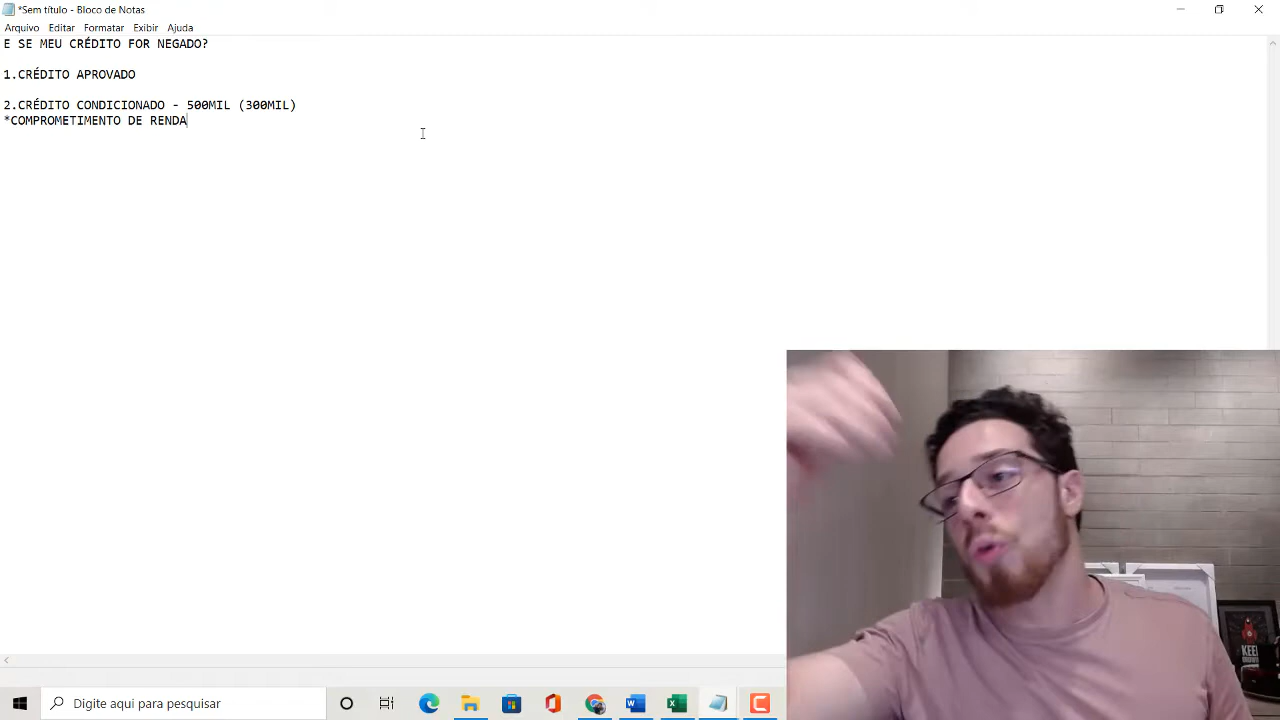 *Sem título - Bloco de Notas
Arquivo Editar Formatar Exibir Ajuda
E SE MEU CRÉDITO FOR NEGADO?
1.CRÉDITO APROVADO
2.CRÉDITO CONDICIONADO - 500MIL (300MIL)
*COMPROMETIMENTO DE RENDA
KEEP
Digite aqui para pesquisar